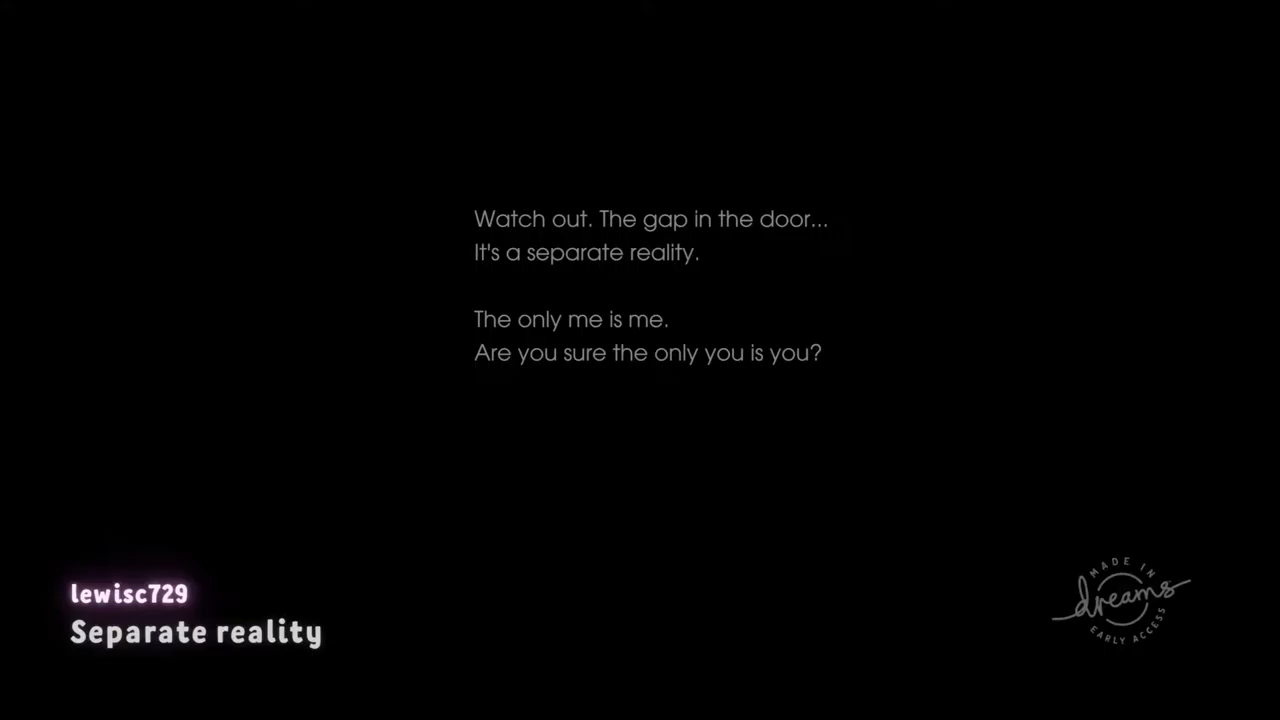 Watch out. The gap in the door...
It's a separate reality.
The only me is me.
Are you sure the only you is you?
lewisc729
Separate reality
MADE IN
dreams
EARLY ACCESS